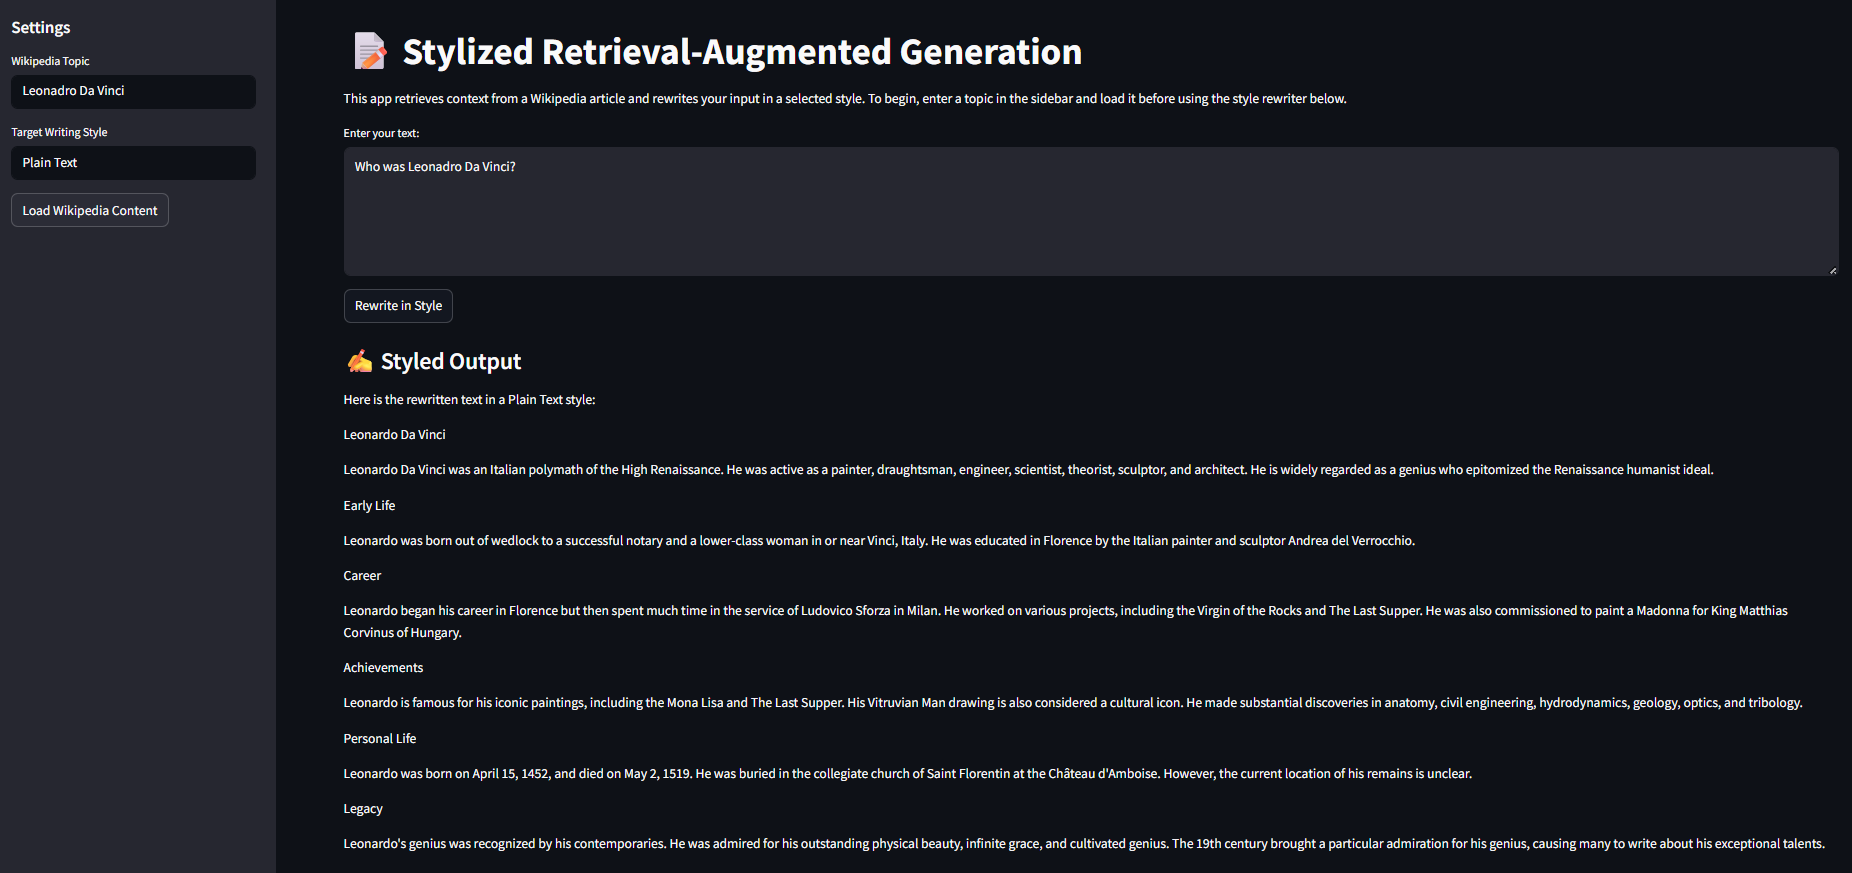 Settings
Wikipedia Topic
Leonadro Da Vinci
Target Writing Style
Plain Text
Load Wikipedia Content
Stylized Retrieval-Augmented Generation
This app retrieves context from a Wikipedia article and rewrites your input in a selected style. To begin, enter a topic in the sidebar and load it before using the style rewriter below.
Enter your text:
Who was Leonadro Da Vinci?
Rewrite in Style
Styled Output
Here is the rewritten text in a Plain Text style:
Leonardo Da Vinci
Leonardo Da Vinci was an Italian polymath of the High Renaissance. He was active as a painter, draughtsman, engineer, scientist, theorist, sculptor, and architect. He is widely regarded as a genius who epitomized the Renaissance humanist ideal.
Early Life
Leonardo was born out of wedlock to a successful notary and a lower-class woman in or near Vinci, Italy. He was educated in Florence by the Italian painter and sculptor Andrea del Verrocchio.
Career
Leonardo began his career in Florence but then spent much time in the service of Ludovico Sforza in Milan. He worked on various projects, including the Virgin of the Rocks and The Last Supper. He was also commissioned to paint a Madonna for King Matthias
Corvinus of Hungary.
Achievements
Leonardo is famous for his iconic paintings, including the Mona Lisa and The Last Supper. His Vitruvian Man drawing is also considered a cultural icon. He made substantial discoveries in anatomy, civil engineering, hydrodynamics, geology, optics, and tribology.
Personal Life
Leonardo was born on April 15, 1452, and died on May 2, 1519. He was buried in the collegiate church of Saint Florentin at the Château d'Amboise. However, the current location of his remains is unclear.
Legacy
Leonardo's genius was recognized by his contemporaries. He was admired for his outstanding physical beauty, infinite grace, and cultivated genius. The 19th century brought a particular admiration for his genius, causing many to write about his exceptional talents.